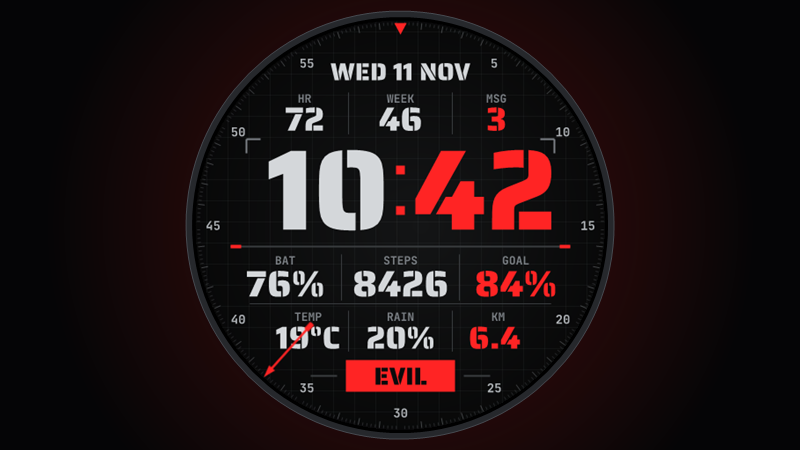 55 5
WED 11 NOV
HR WEEK MSG
72 46 3
50 10
10:42
45 15
BAT STEPS GOAL
76% 8426 84%
40 TEMP RAIN KM 20
19°C 20% 6.4
EVIL
35 25
30